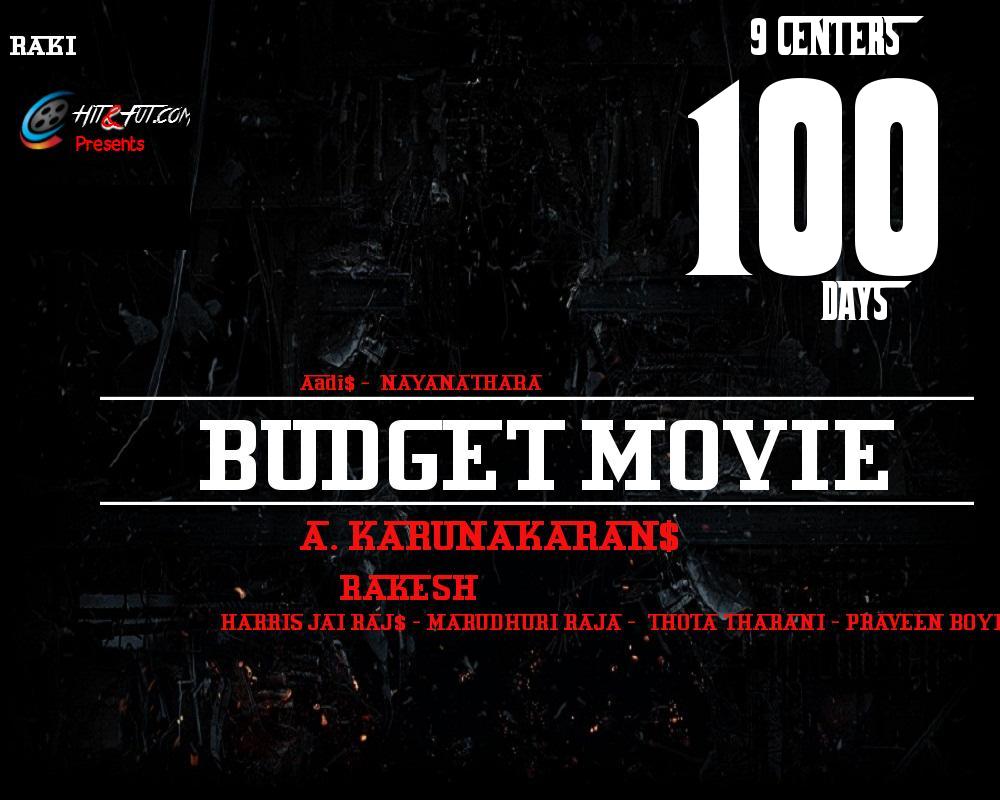 RAKI
9 CENTERS
100
DAYS
HIT&FUT.COM
Presents
Aadi$ - NAYANATHARA
BUDGET MOVIE
A. KARUNAKARAN$
RAKESH
HARRIS JAI RAJ$ - MARUDHURI RAJA - THOTA THARANI - PRAVEEN